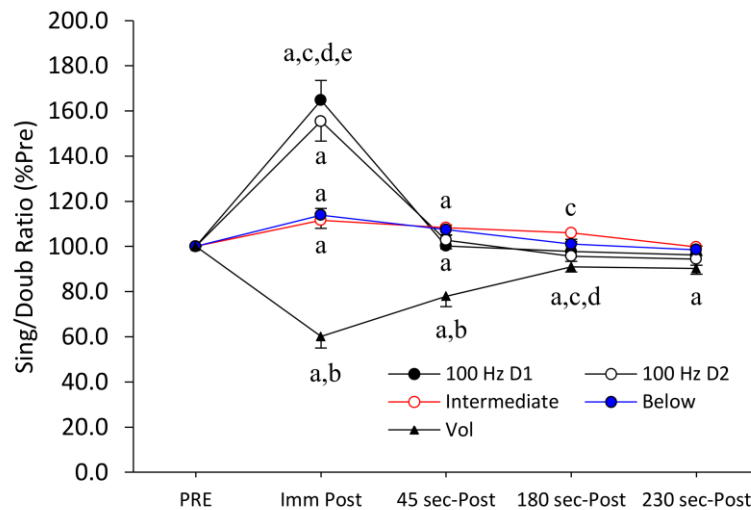 Sing/Doub Ratio (%Pre)
200.0
180.0
160.0
140.0
120.0
100.0
80.0
60.0
40.0
20.0
0.0
a,c,d,e
a
a
a
a
a
c
a,b
a,b
a,c,d
a
100 Hz D1
100 Hz D2
Intermediate
Below
Vol
PRE
Imm Post
45 sec-Post
180 sec-Post
230 sec-Post